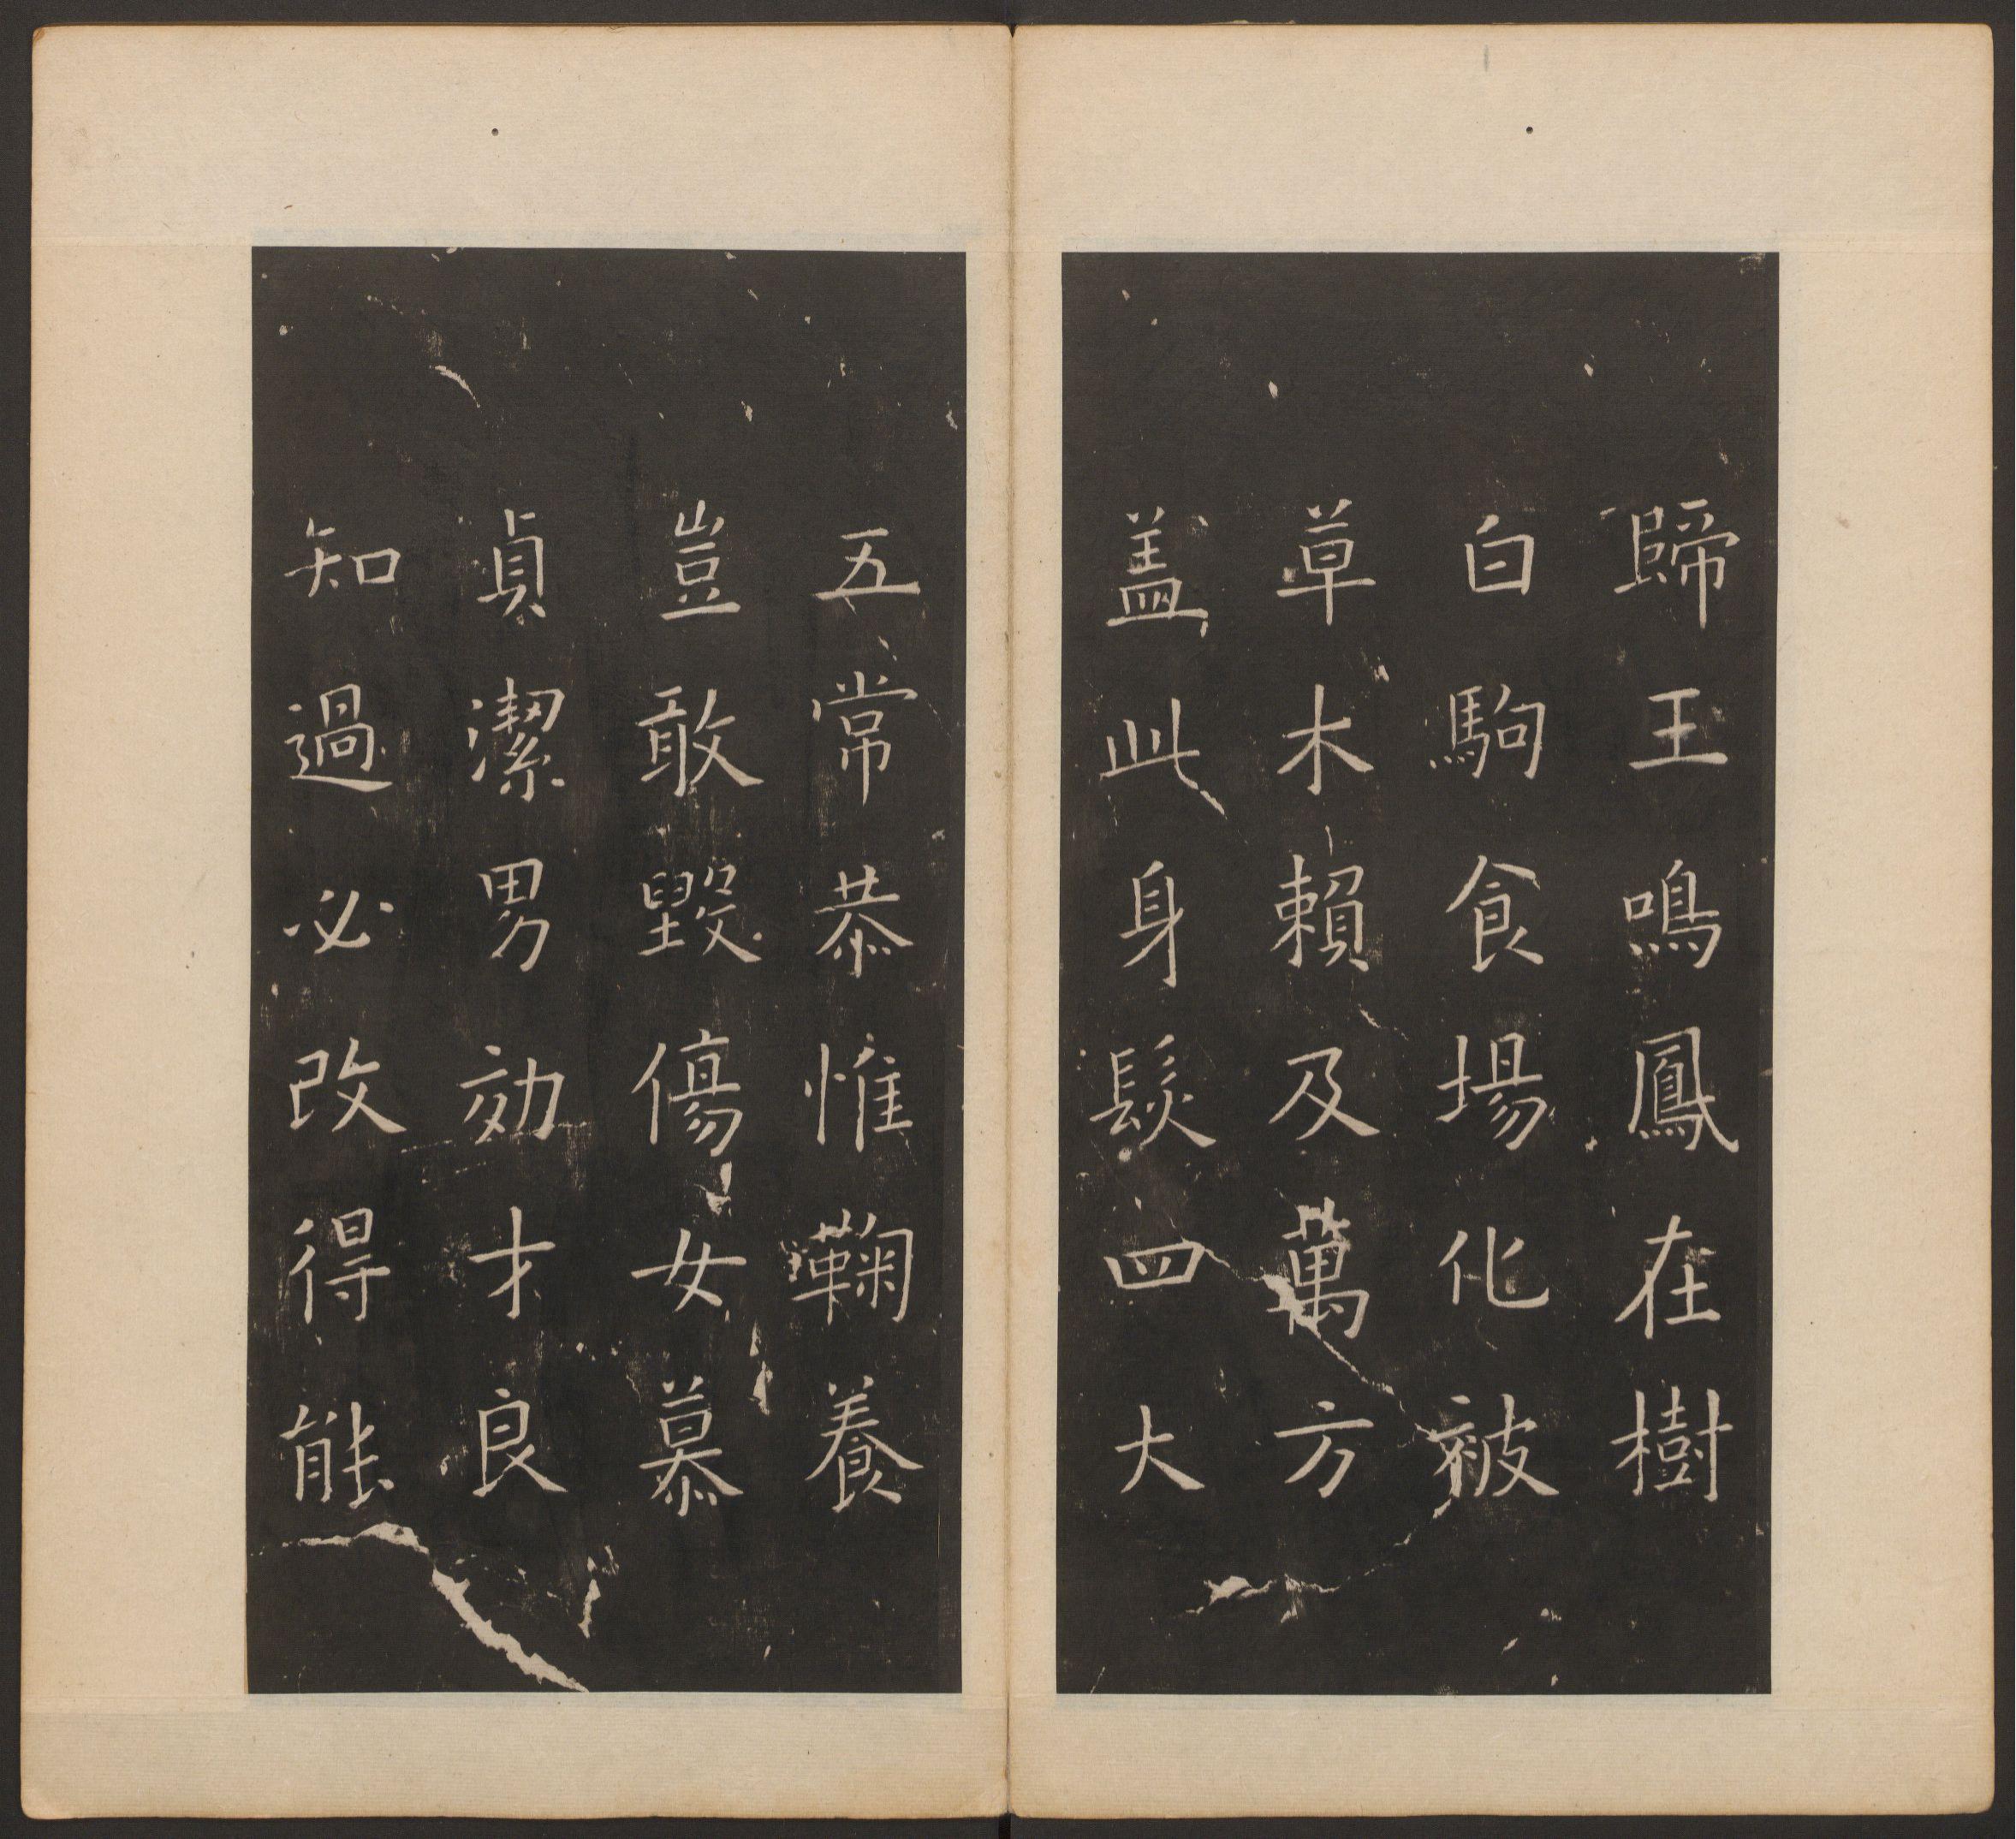 歸王鳴鳳在樹
白駒食場化被
草木賴及萬方
盖此身髮四大
五常恭惟鞠養
豈敢毀傷女慕
貞潔男効才良
知過必改得能